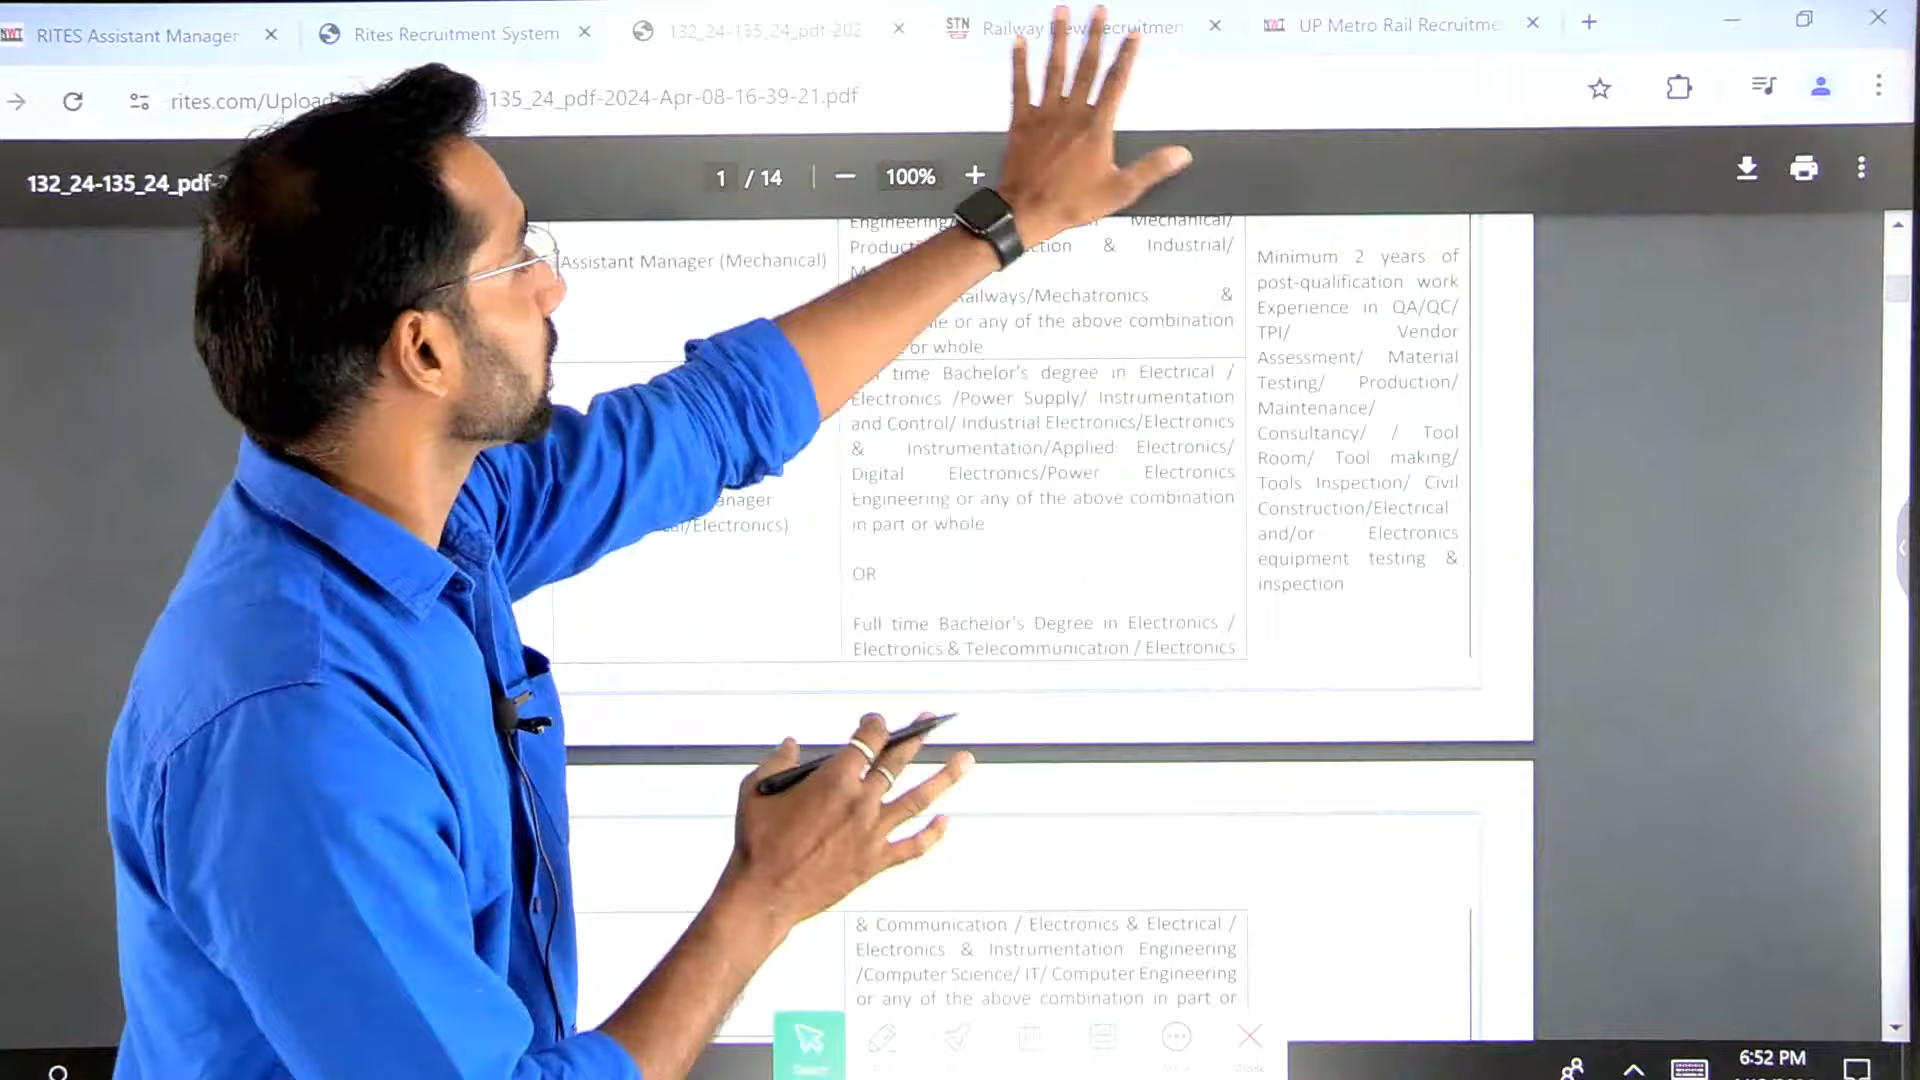 RITES Assistant Manager
Rites Recruitment System
132_24-135_24_pdf-202
STN
Railway
ecruitmen
NWT
UP Metro Rail Recruitme
rites.com/Upload
-135_24_pdf-2024-Apr-08-16-39-21.pdf
132_24-135_24_pdf-2
1 / 14
100%
Assistant Manager (Mechanical)
Engineering/
Mechanical/
Product
ction & Industrial/
Railways/Mechatronics &
or any of the above combination
or whole
time Bachelor's degree in Electrical /
Electronics /Power Supply/ Instrumentation
and Control/ Industrial Electronics/Electronics
& Instrumentation/Applied Electronics/
Digital Electronics/Power Electronics
Engineering or any of the above combination
in part or whole
OR
Full time Bachelor's Degree in Electronics /
Electronics & Telecommunication / Electronics
anager
/Electronics)
Minimum 2 years of
post-qualification work
Experience in QA/QC/
TPI/ Vendor
Assessment/ Material
Testing/ Production/
Maintenance/
Consultancy/ / Tool
Room/ Tool making/
Tools Inspection/ Civil
Construction/Electrical
and/or Electronics
equipment testing &
inspection
& Communication / Electronics & Electrical /
Electronics & Instrumentation Engineering
/Computer Science/ IT/ Computer Engineering
or any of the above combination in part or
Select
6:52 PM